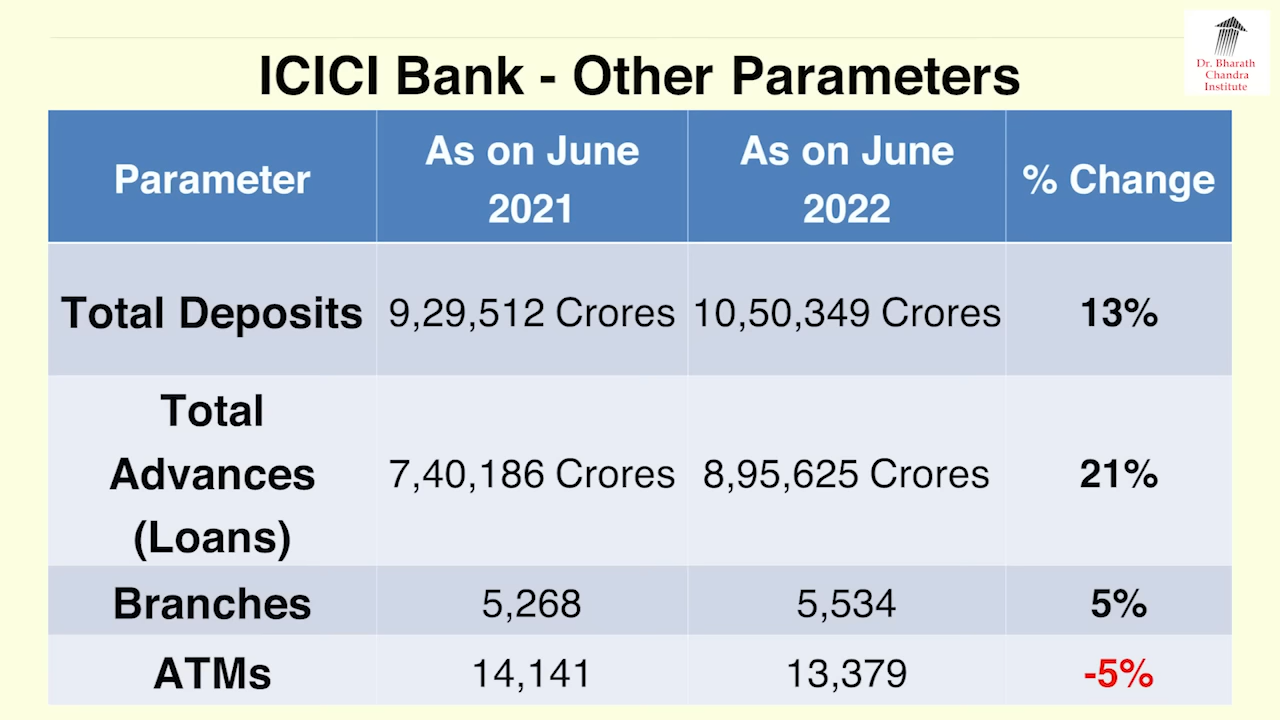 Dr. Bharath
Chandra
Institute
ICICI Bank - Other Parameters
Parameter
As on June
2021
As on June
2022
% Change
Total Deposits
9,29,512 Crores
10,50,349 Crores
13%
Total
Advances
(Loans)
7,40,186 Crores
8,95,625 Crores
21%
Branches
5,268
5,534
5%
ATMs
14,141
13,379
-5%